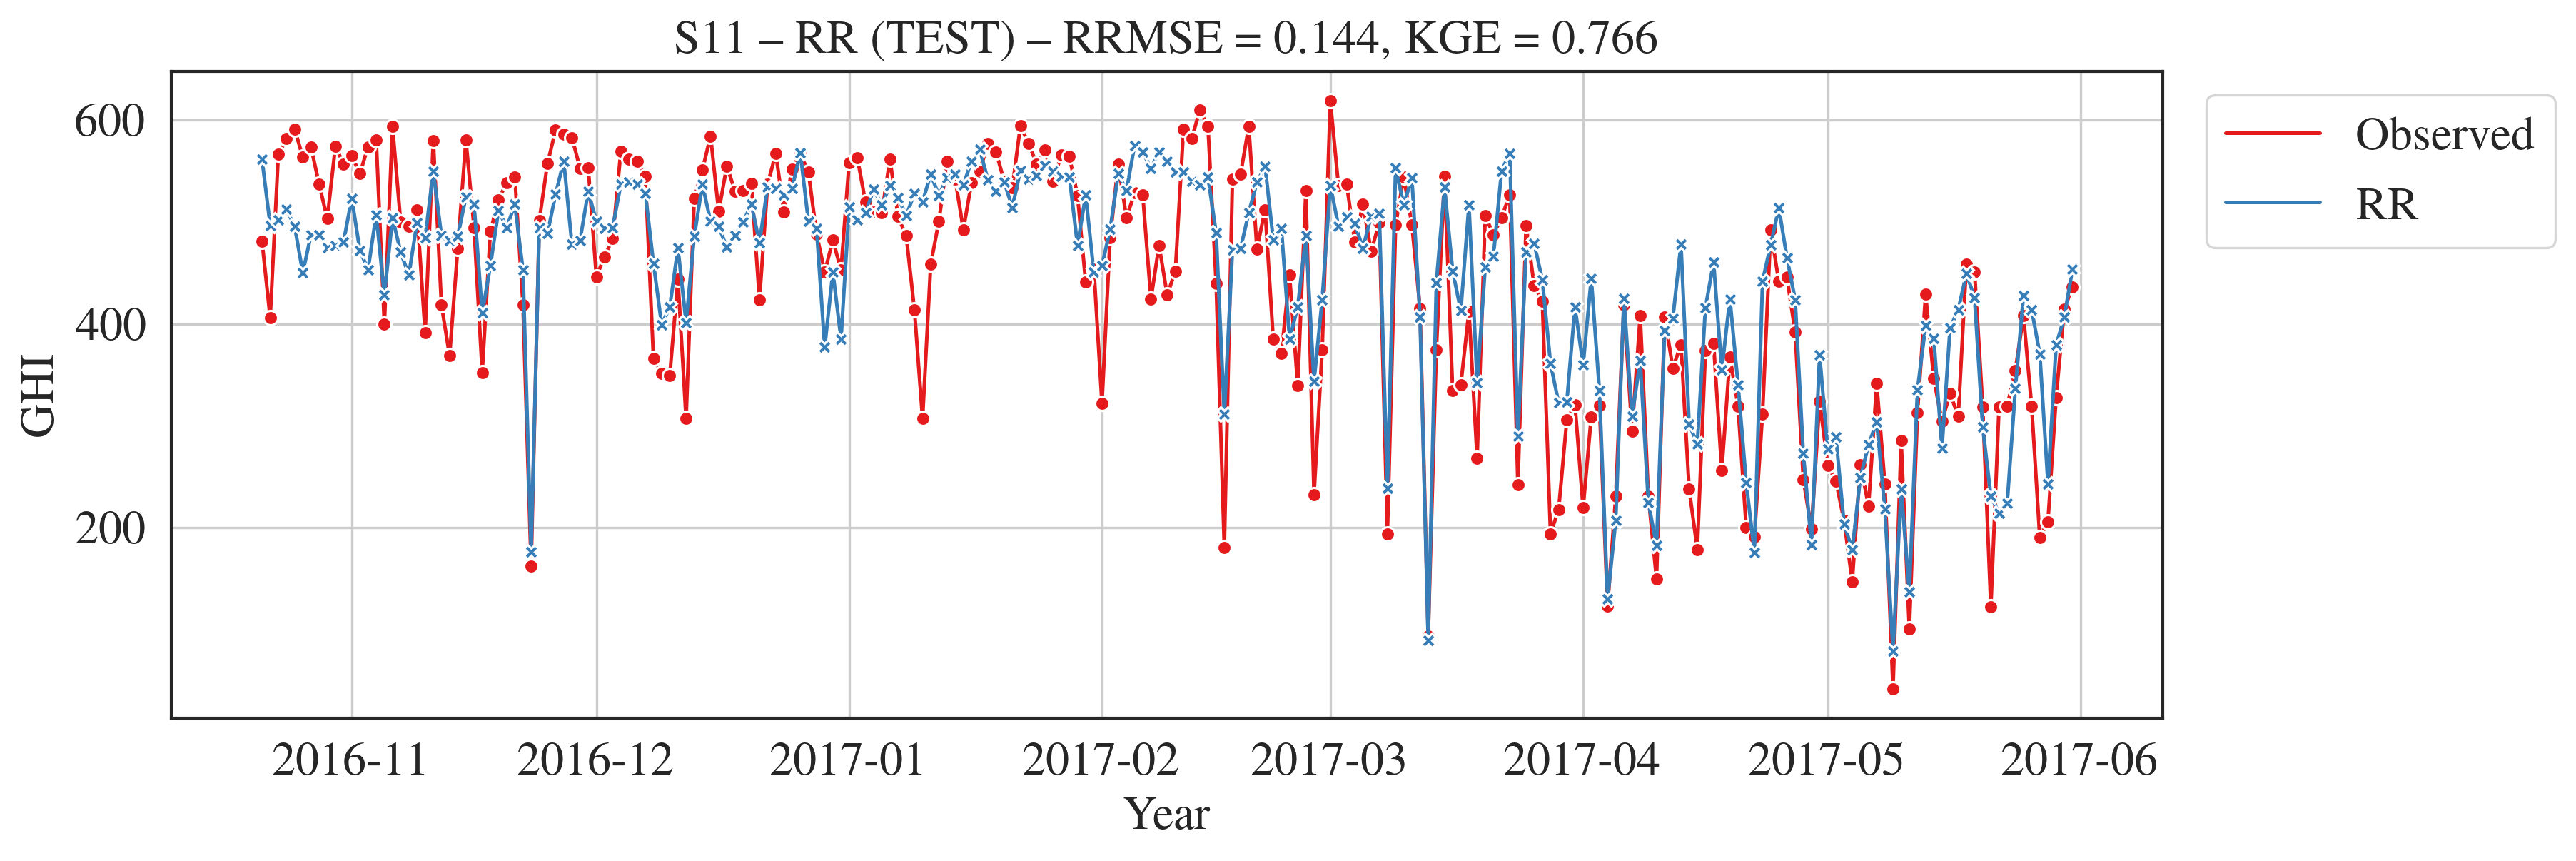 S11 – RR (TEST) – RRMSE = 0.144, KGE = 0.766
600
400
200
GHI
Observed
RR
2016-11 2016-12 2017-01 2017-02 2017-03 2017-04 2017-05 2017-06
Year